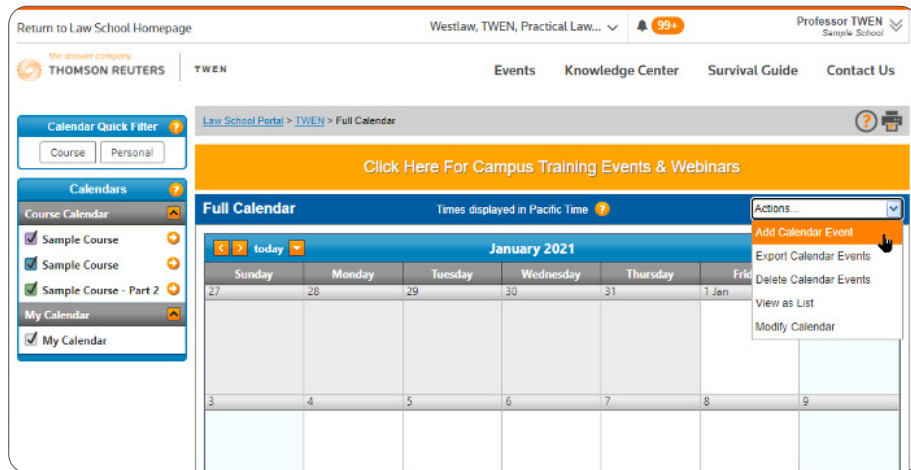 Return to Law School Homepage
Westlaw, TWEN, Practical Law...
99+
Professor TWEN
Sample School
the answer company
THOMSON REUTERS
TWEN
Events Knowledge Center Survival Guide Contact Us
Calendar Quick Filter ?
Course Personal
Calendars ?
Course Calendar
Sample Course
Sample Course
Sample Course - Part 2
My Calendar
My Calendar
Law School Portal > TWEN > Full Calendar
?
Click Here For Campus Training Events & Webinars
Full Calendar
Times displayed in Pacific Time ?
Actions...
Add Calendar Event
Export Calendar Events
Delete Calendar Events
View as List
Modify Calendar
< > today
January 2021
Sunday Monday Tuesday Wednesday Thursday
27 28 29 30 31 1 Jan
3 4 5 6 7 8 9